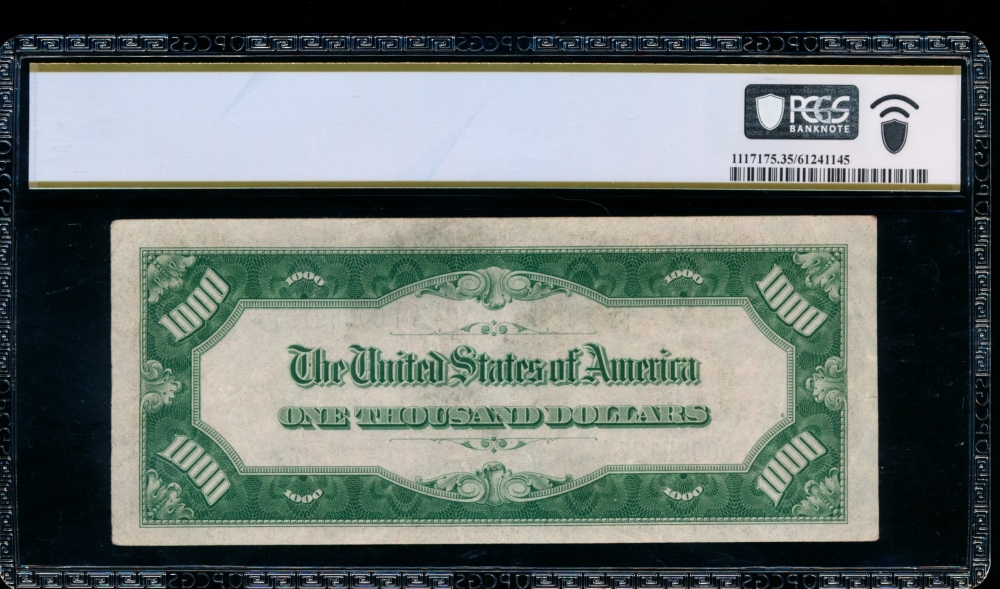 PCGS
BANKNOTE
1117175.35/61241145
1000 1000 1000 1000
The United States of America
ONE THOUSAND DOLLARS
1000 1000 1000 1000